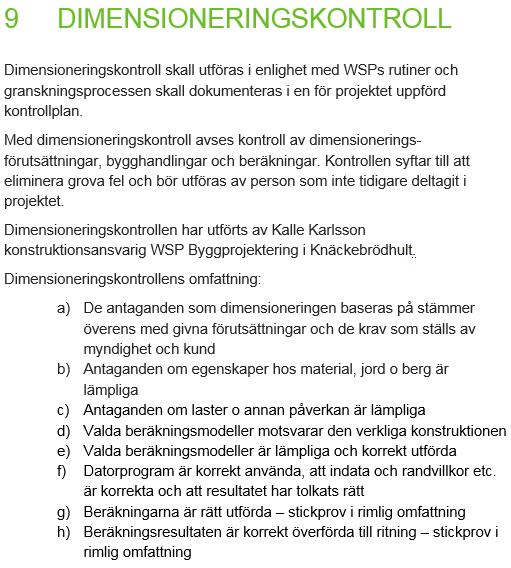 9 DIMENSIONERINGSKONTROLL
Dimensioneringskontroll skall utföras i enlighet med WSPs rutiner och
granskningsprocessen skall dokumenteras i en för projektet uppförd
kontrollplan.
Med dimensioneringskontroll avses kontroll av dimensionerings-
förutsättningar, bygghandlingar och beräkningar. Kontrollen syftar till att
eliminera grova fel och bör utföras av person som inte tidigare deltagit i
projektet.
Dimensioneringskontrollen har utförts av Kalle Karlsson
konstruktionsansvarig WSP Byggprojektering i Knäckebrödhult.
Dimensioneringskontrollens omfattning:
a) De antaganden som dimensioneringen baseras på stämmer
överens med givna förutsättningar och de krav som ställs av
myndighet och kund
b) Antaganden om egenskaper hos material, jord o berg är
lämpliga
c) Antaganden om laster o annan påverkan är lämpliga
d) Valda beräkningsmodeller motsvarar den verkliga konstruktionen
e) Valda beräkningsmodeller är lämpliga och korrekt utförda
f) Datorprogram är korrekt använda, att indata och randvillkor etc.
är korrekta och att resultatet har tolkats rätt
g) Beräkningarna är rätt utförda – stickprov i rimlig omfattning
h) Beräkningsresultaten är korrekt överförda till ritning – stickprov i
rimlig omfattning